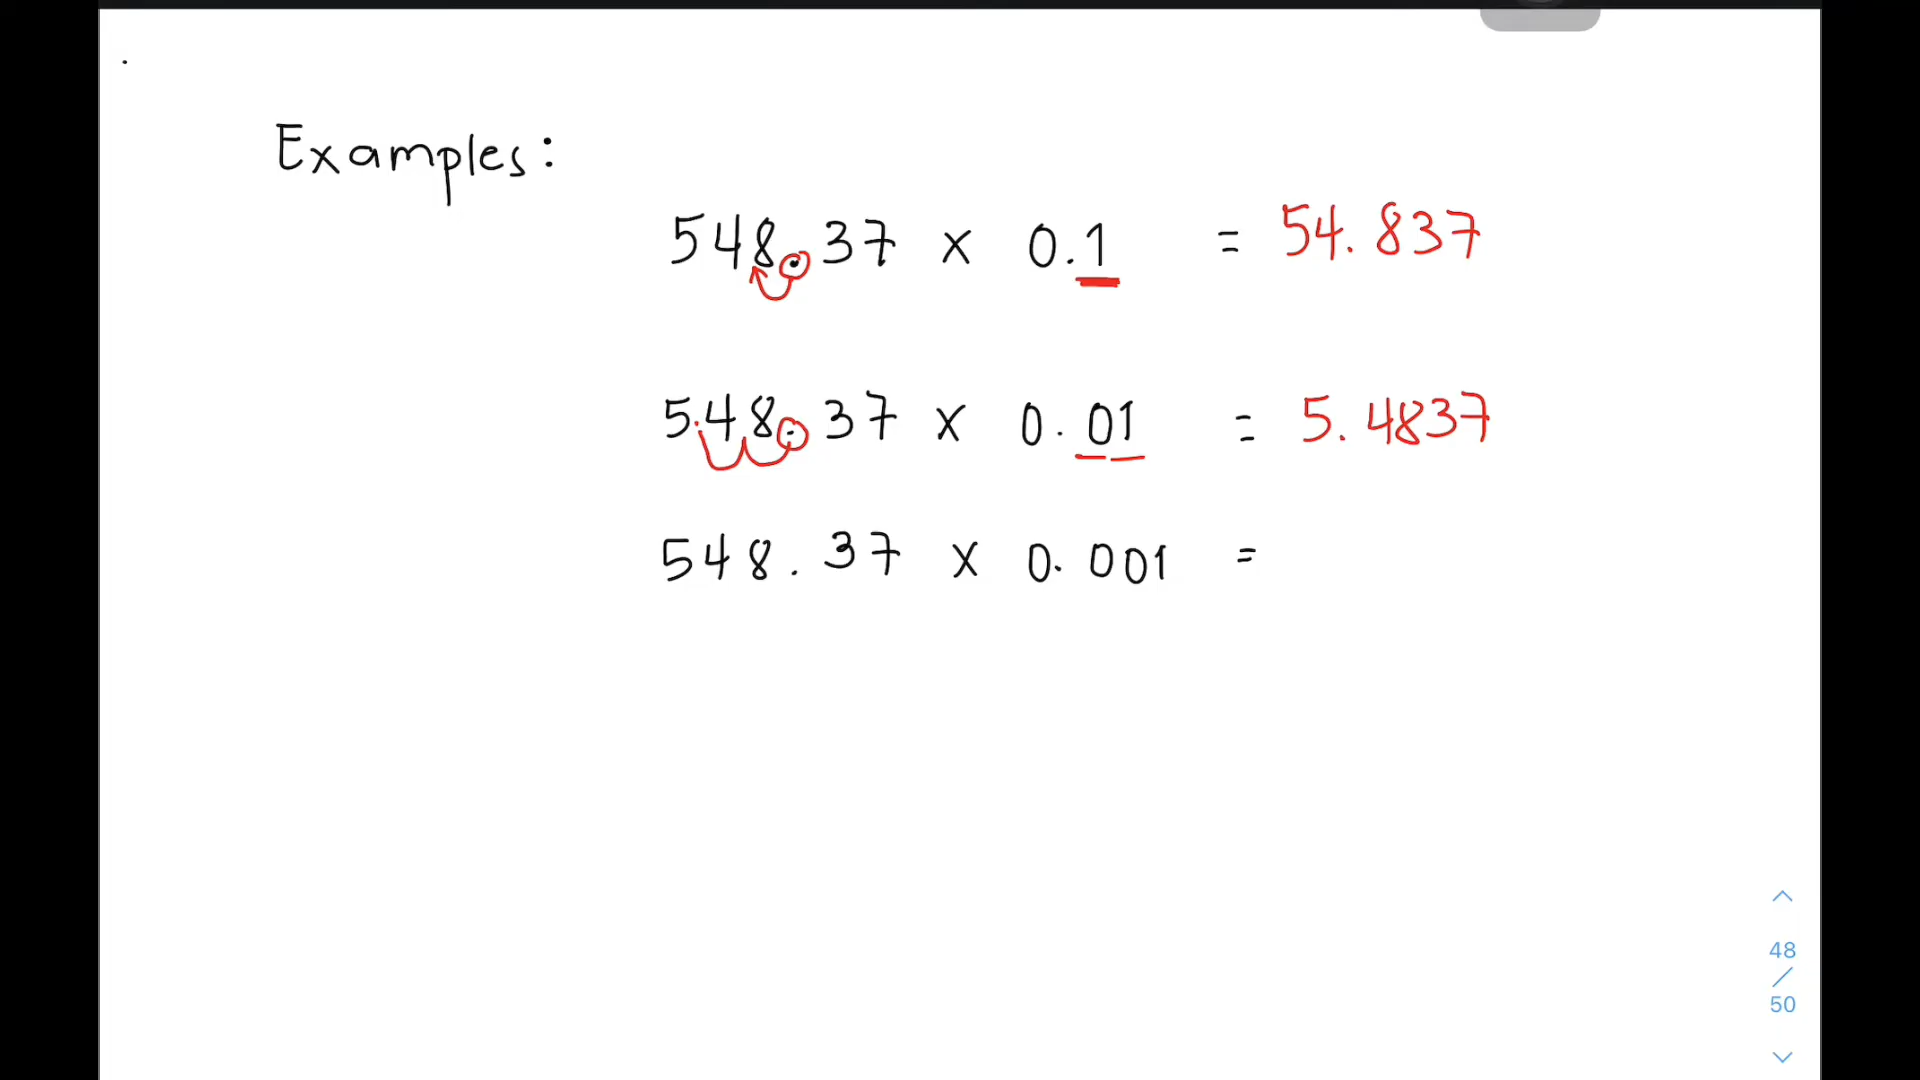 Examples:
548.37 x 0.1 = 54.837
548.37 x 0.01 = 5.4837
548.37 x 0.001 =
48
/
50